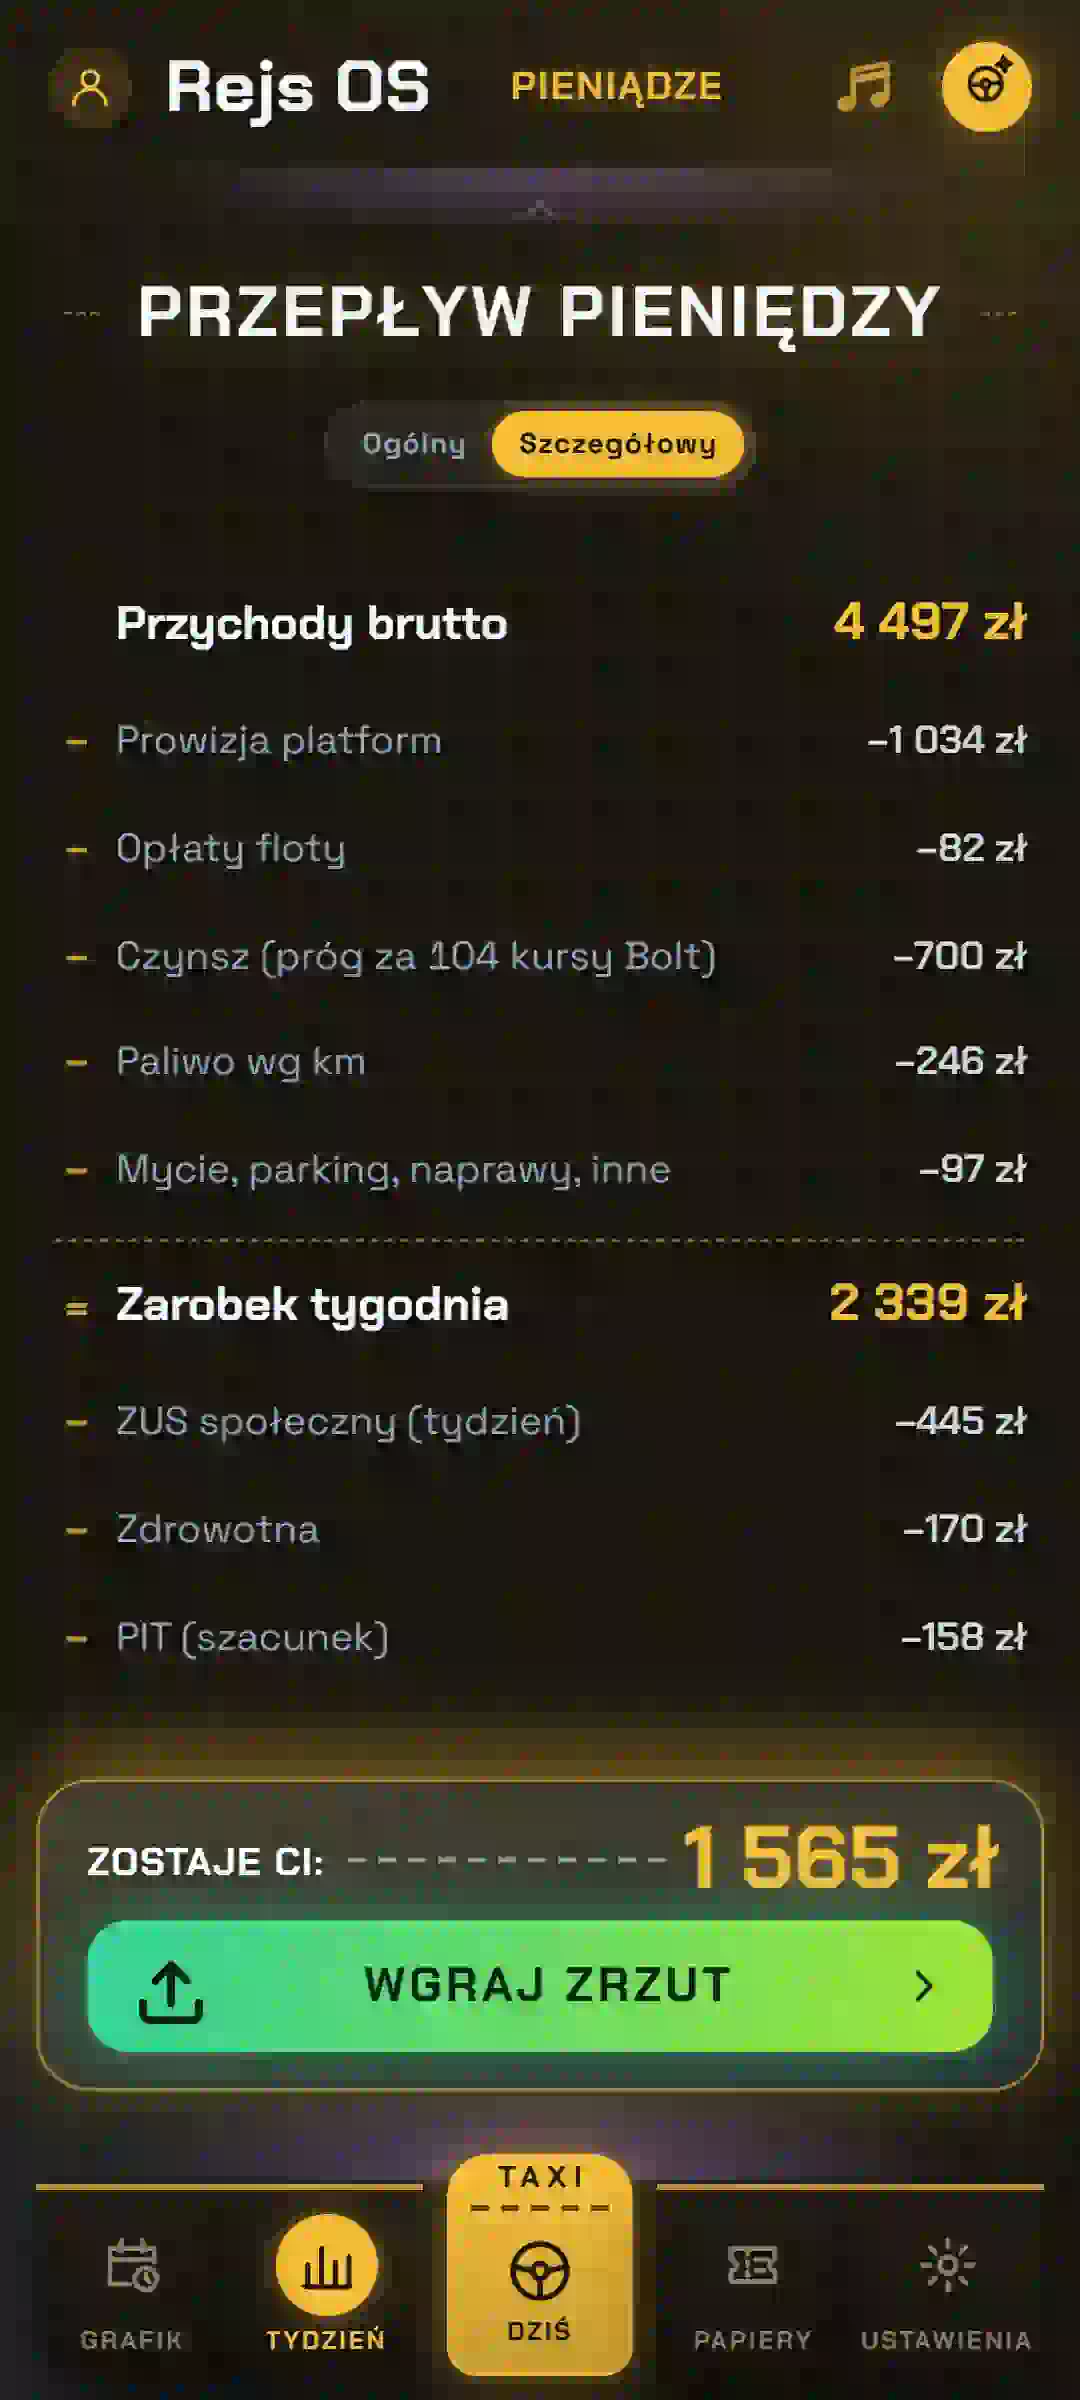 Rejs OS PIENIĄDZE
PRZEPŁYW PIENIĘDZY
Ogólny Szczegółowy
Przychody brutto 4 497 zł
– Prowizja platform –1 034 zł
– Opłaty floty –82 zł
– Czynsz (próg za 104 kursy Bolt) –700 zł
– Paliwo wg km –246 zł
– Mycie, parking, naprawy, inne –97 zł
= Zarobek tygodnia 2 339 zł
– ZUS społeczny (tydzień) –445 zł
– Zdrowotna –170 zł
– PIT (szacunek) –158 zł
ZOSTAJE CI: 1 565 zł
WGRAJ ZRZUT
TAXI
GRAFIK TYDZIEŃ DZIŚ PAPIERY USTAWIENIA